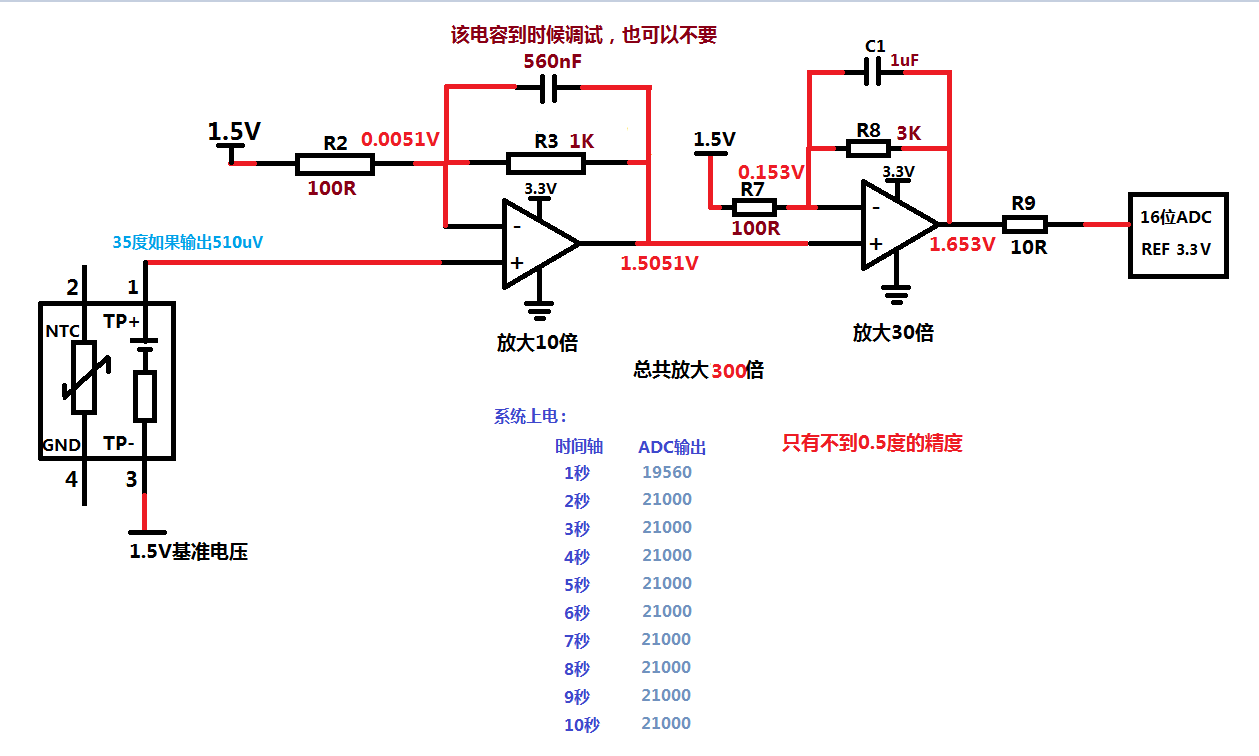 该电容到时候调试，也可以不要
560nF
C1
1uF
1.5V
R2
0.0051V
R3
1K
100R
3.3V
-
+
1.5V
0.153V
R7
100R
R8
3K
3.3V
-
+
R9
10R
16位ADC
REF 3.3V
35度如果输出510uV
1.5051V
1.653V
2
1
NTC
TP+
GND
TP-
4
3
1.5V基准电压
放大10倍
放大30倍
总共放大300倍
系统上电：
时间轴 ADC输出
1秒 19560
2秒 21000
3秒 21000
4秒 21000
5秒 21000
6秒 21000
7秒 21000
8秒 21000
9秒 21000
10秒 21000
只有不到0.5度的精度